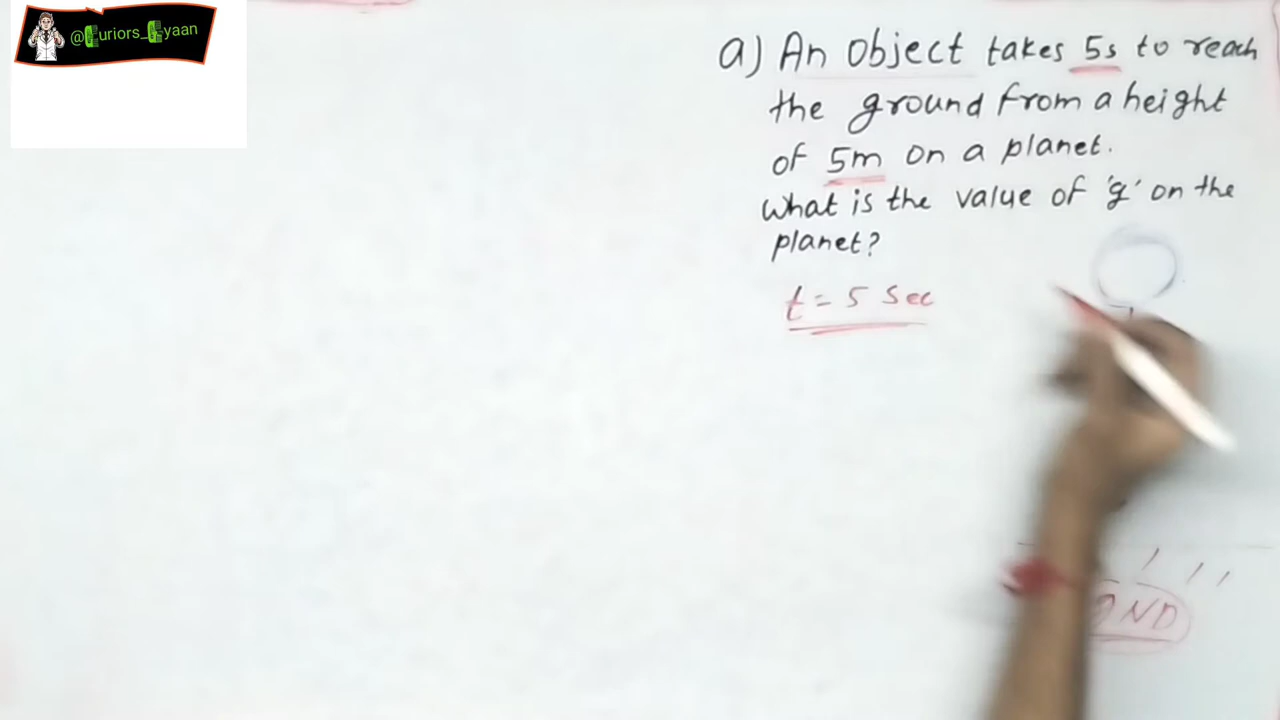 @Curiors_Gyaan
a) An object takes 5s to reach
the ground from a height
of 5m on a planet.
What is the value of 'g' on the
planet?
t = 5 Sec